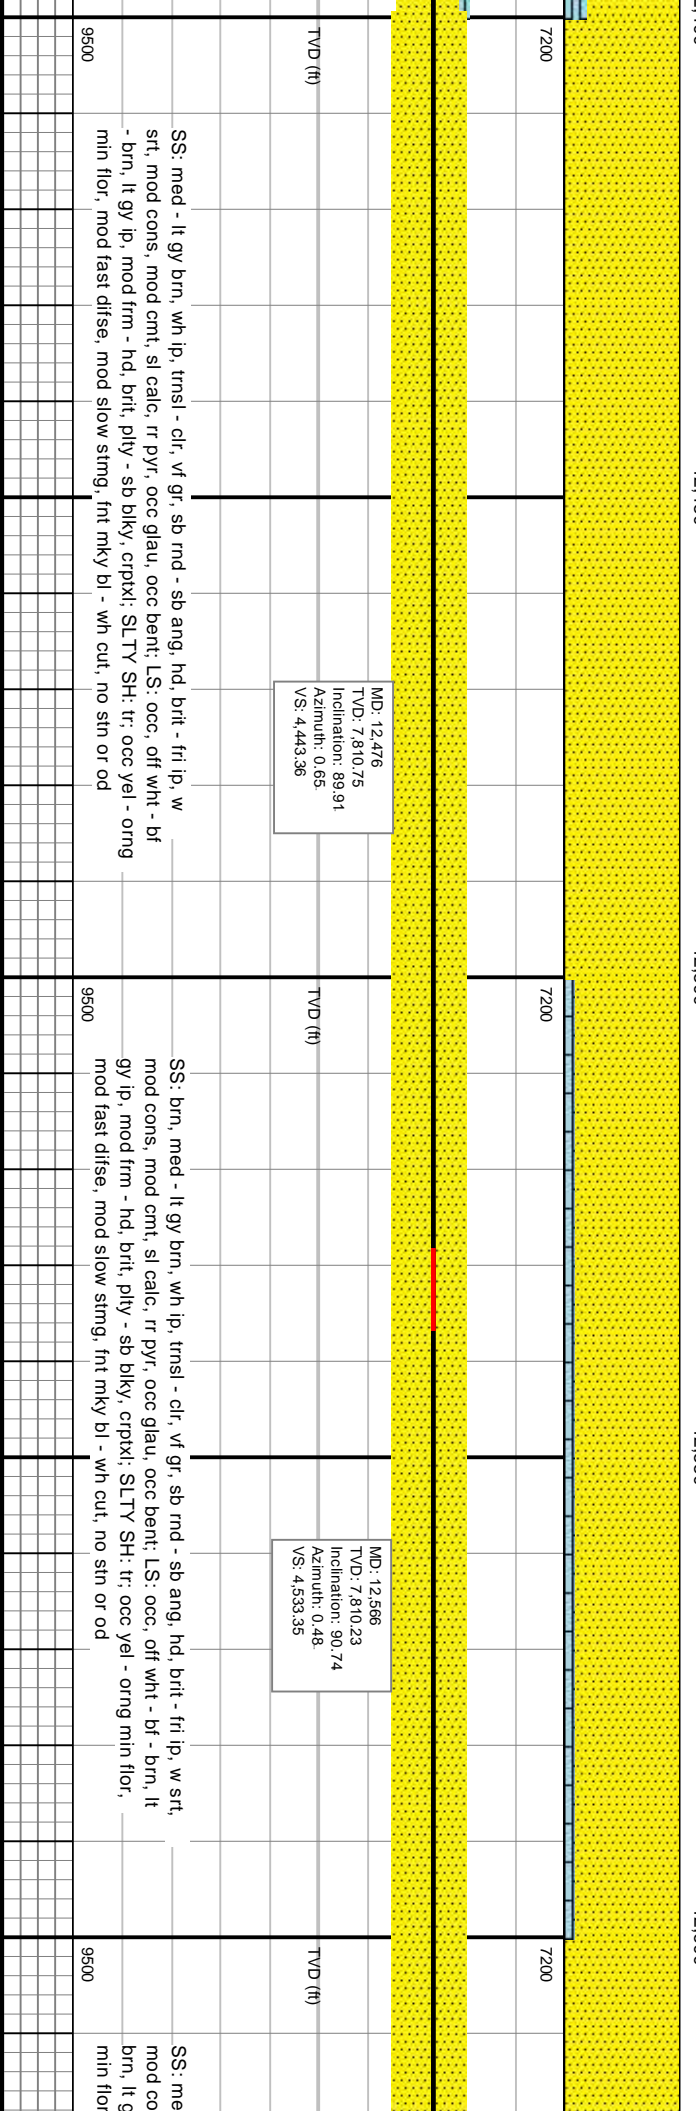 7200
TVD (ft)
9500
SS: med - lt gy brn, wh ip, trnsl - clr, vf gr, sb rnd - sb ang, hd, brit - fri ip, w
srt, mod cons, mod cmt, sl calc, rr pyr, occ glau, occ bent; LS: occ, off wht - bf
- brn, lt gy ip, mod frm - hd, brit, plty - sb blky, crptxl; SLTY SH: tr; occ yel - orng
min flor, mod fast difse, mod slow stmg, fnt mky bl - wh cut, no stn or od
MD: 12,476
TVD: 7,810.75
Inclination: 89.91
Azimuth: 0.65
VS: 4,443.36
7200
TVD (ft)
9500
SS: brn, med - lt gy brn, wh ip, trnsl - clr, vf gr, sb rnd - sb ang, hd, brit - fri ip, w srt,
mod cons, mod cmt, sl calc, rr pyr, occ glau, occ bent; LS: occ, off wht - bf - brn, lt
gy ip, mod frm - hd, brit, plty - sb blky, crptxl; SLTY SH: tr; occ yel - orng min flor,
mod fast difse, mod slow stmg, fnt mky bl - wh cut, no stn or od
MD: 12,566
TVD: 7,810.23
Inclination: 90.74
Azimuth: 0.48
VS: 4,533.35
7200
TVD (ft)
9500
SS: me
mod co
brn, lt g
min flor